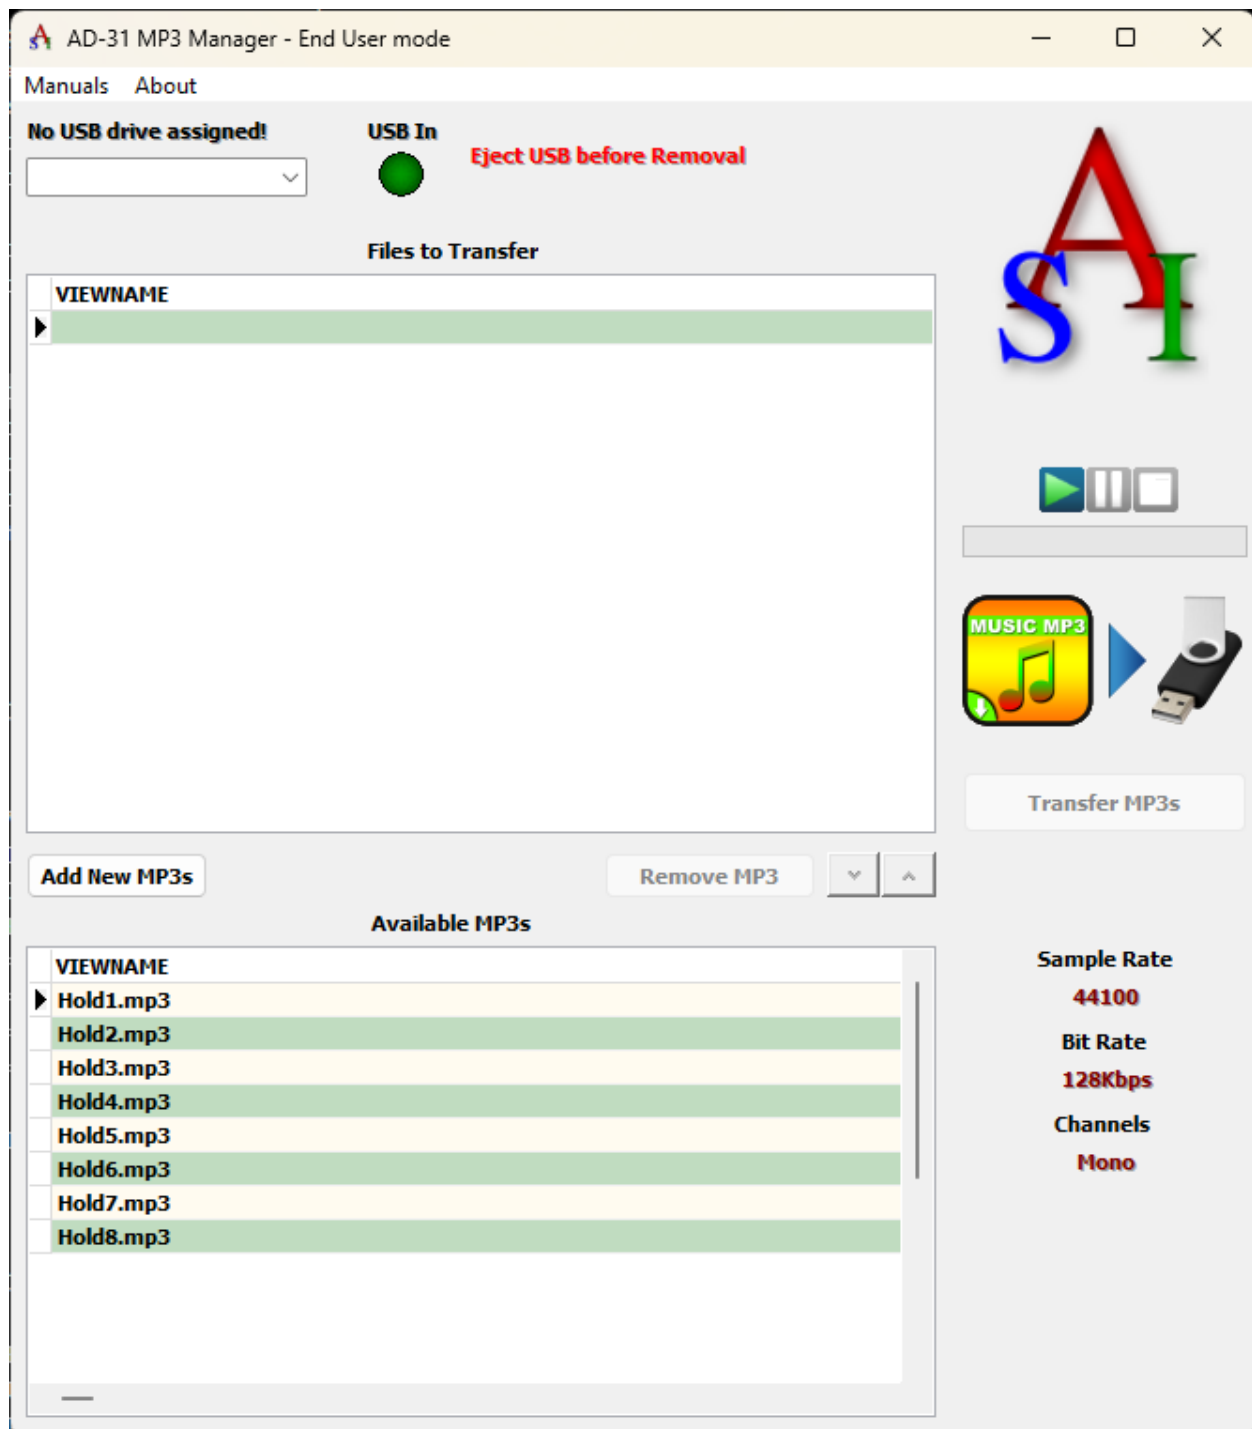 AD-31 MP3 Manager - End User mode
Manuals About
No USB drive assigned!
USB In
Eject USB before Removal
ASI
Files to Transfer
VIEWNAME
MUSIC MP3
Transfer MP3s
Add New MP3s
Remove MP3
Available MP3s
VIEWNAME
Hold1.mp3
Hold2.mp3
Hold3.mp3
Hold4.mp3
Hold5.mp3
Hold6.mp3
Hold7.mp3
Hold8.mp3
Sample Rate
44100
Bit Rate
128Kbps
Channels
Mono